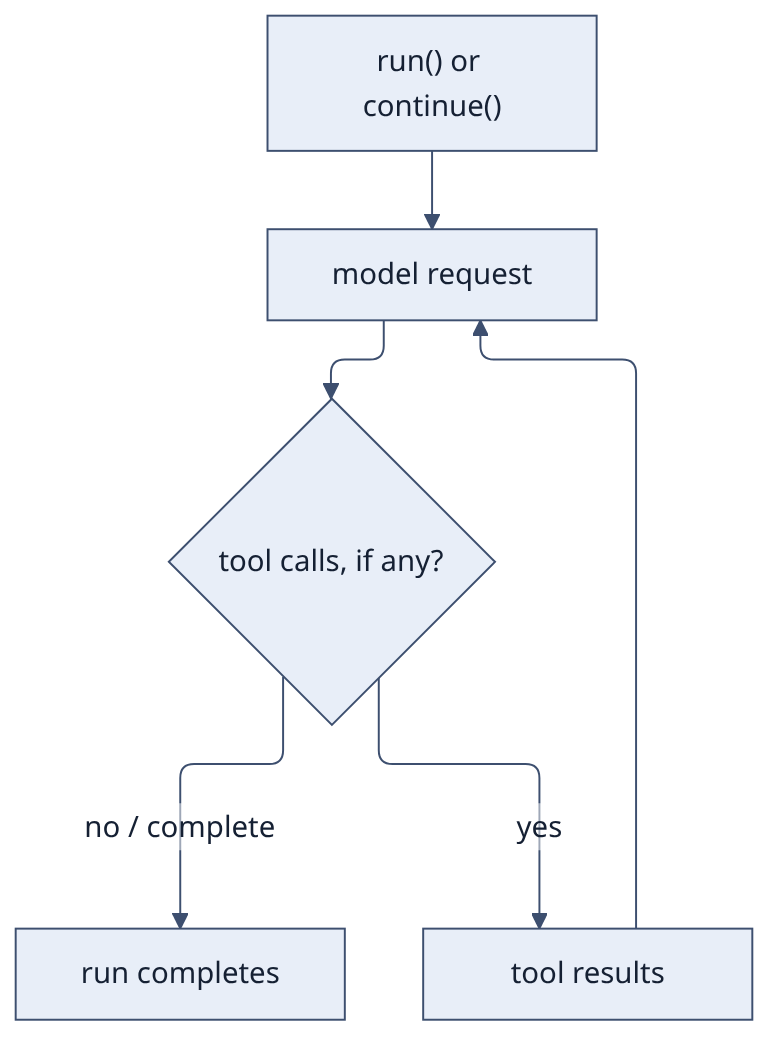 run() or
continue()
model request
tool calls, if any?
no / complete
yes
run completes
tool results